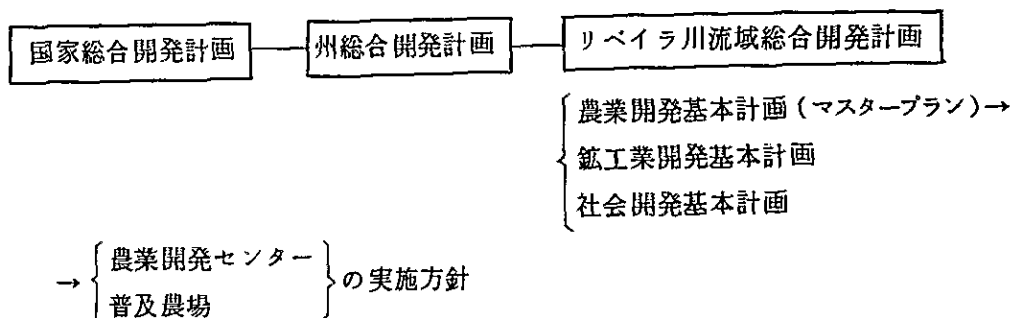 国家総合開発計画 州総合開発計画 リベイラ川流域総合開発計画
農業開発基本計画(マスタープラン)→
鉱工業開発基本計画
社会開発基本計画
→ 農業開発センター
普及農場
の実施方針